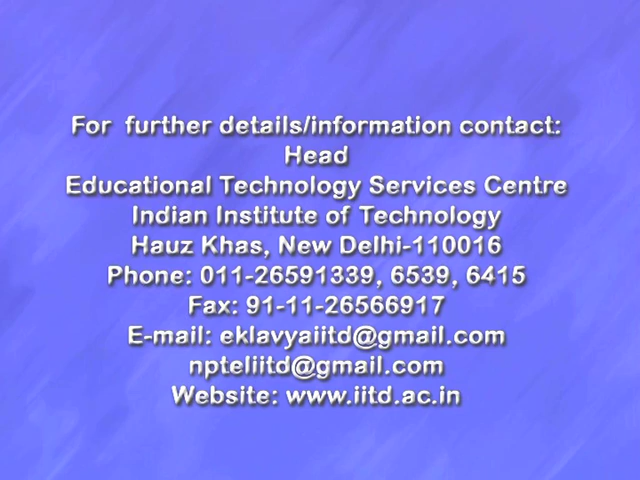 For further details/information contact:
Head
Educational Technology Services Centre
Indian Institute of Technology
Hauz Khas, New Delhi-110016
Phone: 011-26591339, 6539, 6415
Fax: 91-11-26566917
E-mail: eklavyaiitd@gmail.com
npteliitd@gmail.com
Website: www.iitd.ac.in